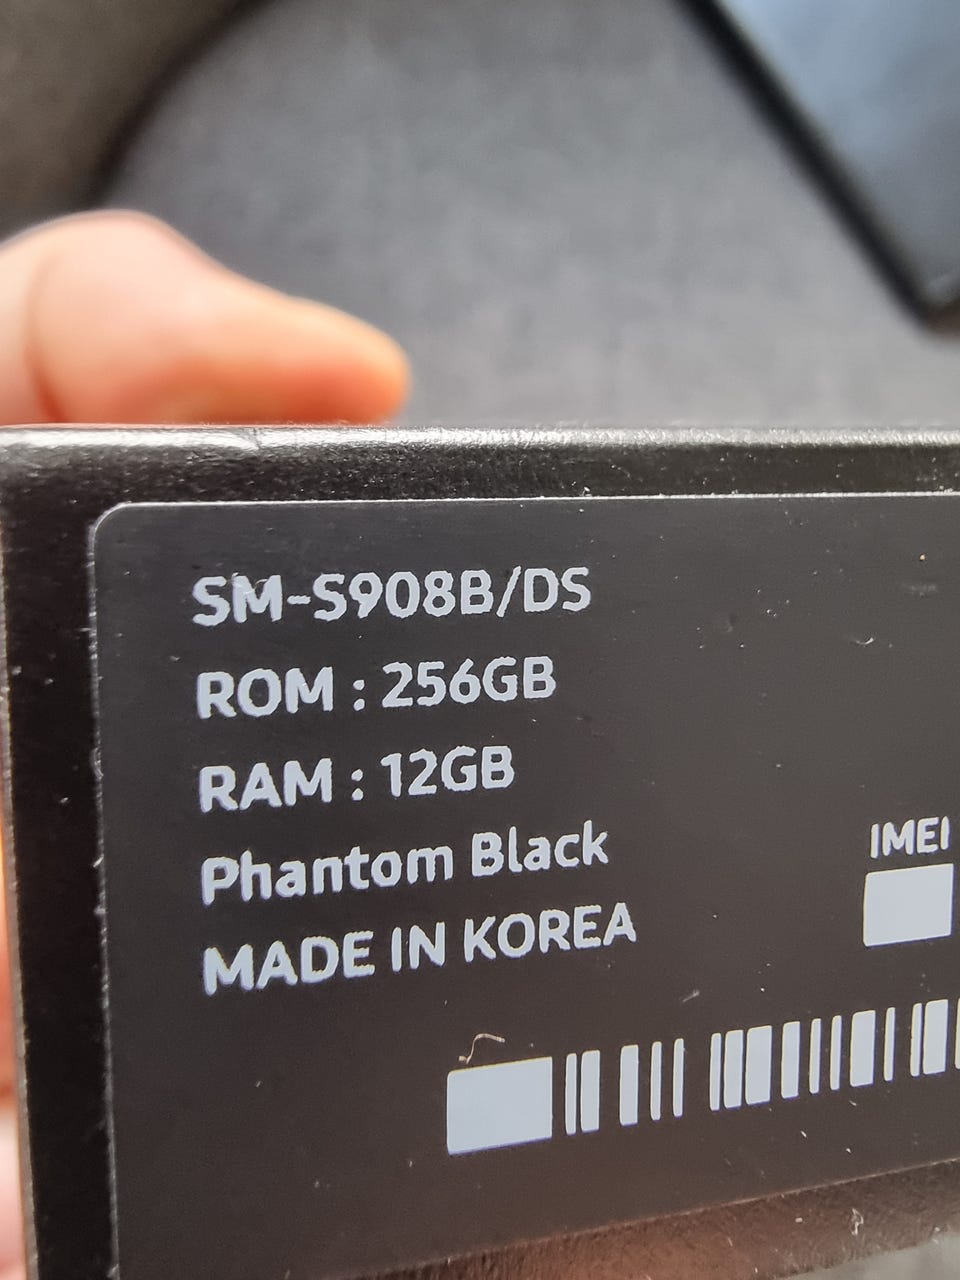 SM-S908B/DS
ROM : 256GB
RAM : 12GB
Phantom Black
MADE IN KOREA
IMEI